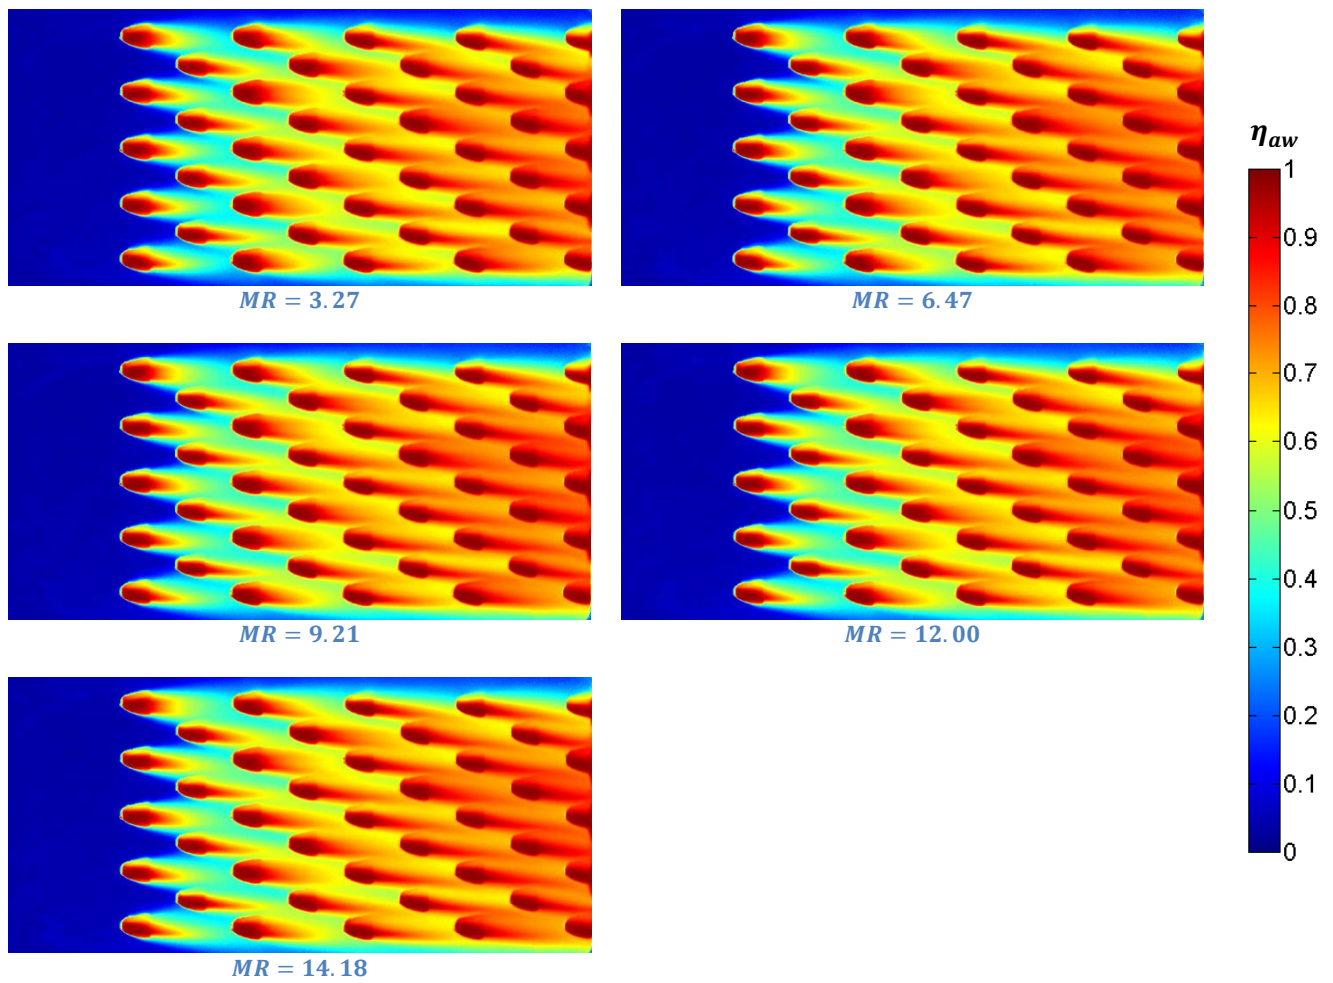 MR = 3.27
MR = 6.47
MR = 9.21
MR = 12.00
MR = 14.18
η_aw
1
0.9
0.8
0.7
0.6
0.5
0.4
0.3
0.2
0.1
0